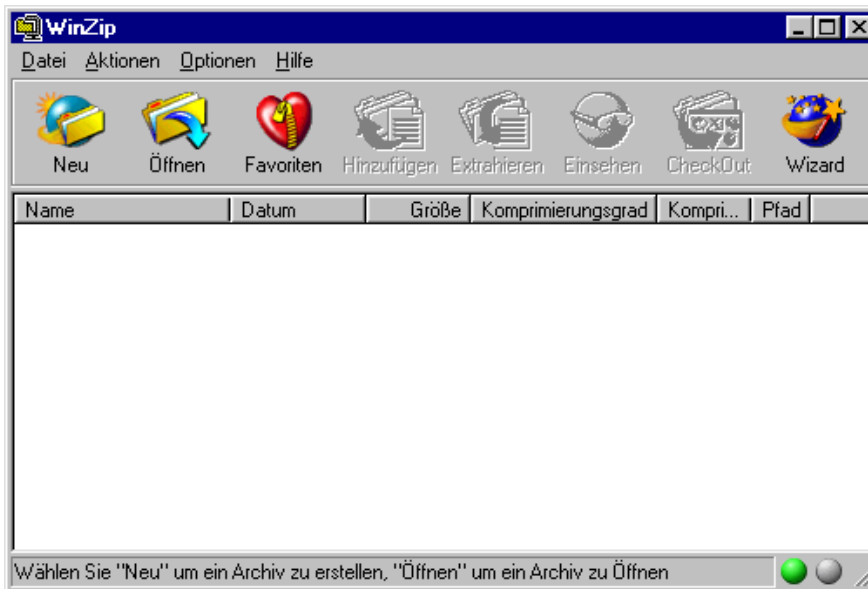 WinZip
Datei Aktionen Optionen Hilfe
Neu Öffnen Favoriten Hinzufügen Extrahieren Einsehen CheckOut Wizard
Name Datum Größe Komprimierungsgrad Kompri... Pfad
Wählen Sie "Neu" um ein Archiv zu erstellen, "Öffnen" um ein Archiv zu Öffnen